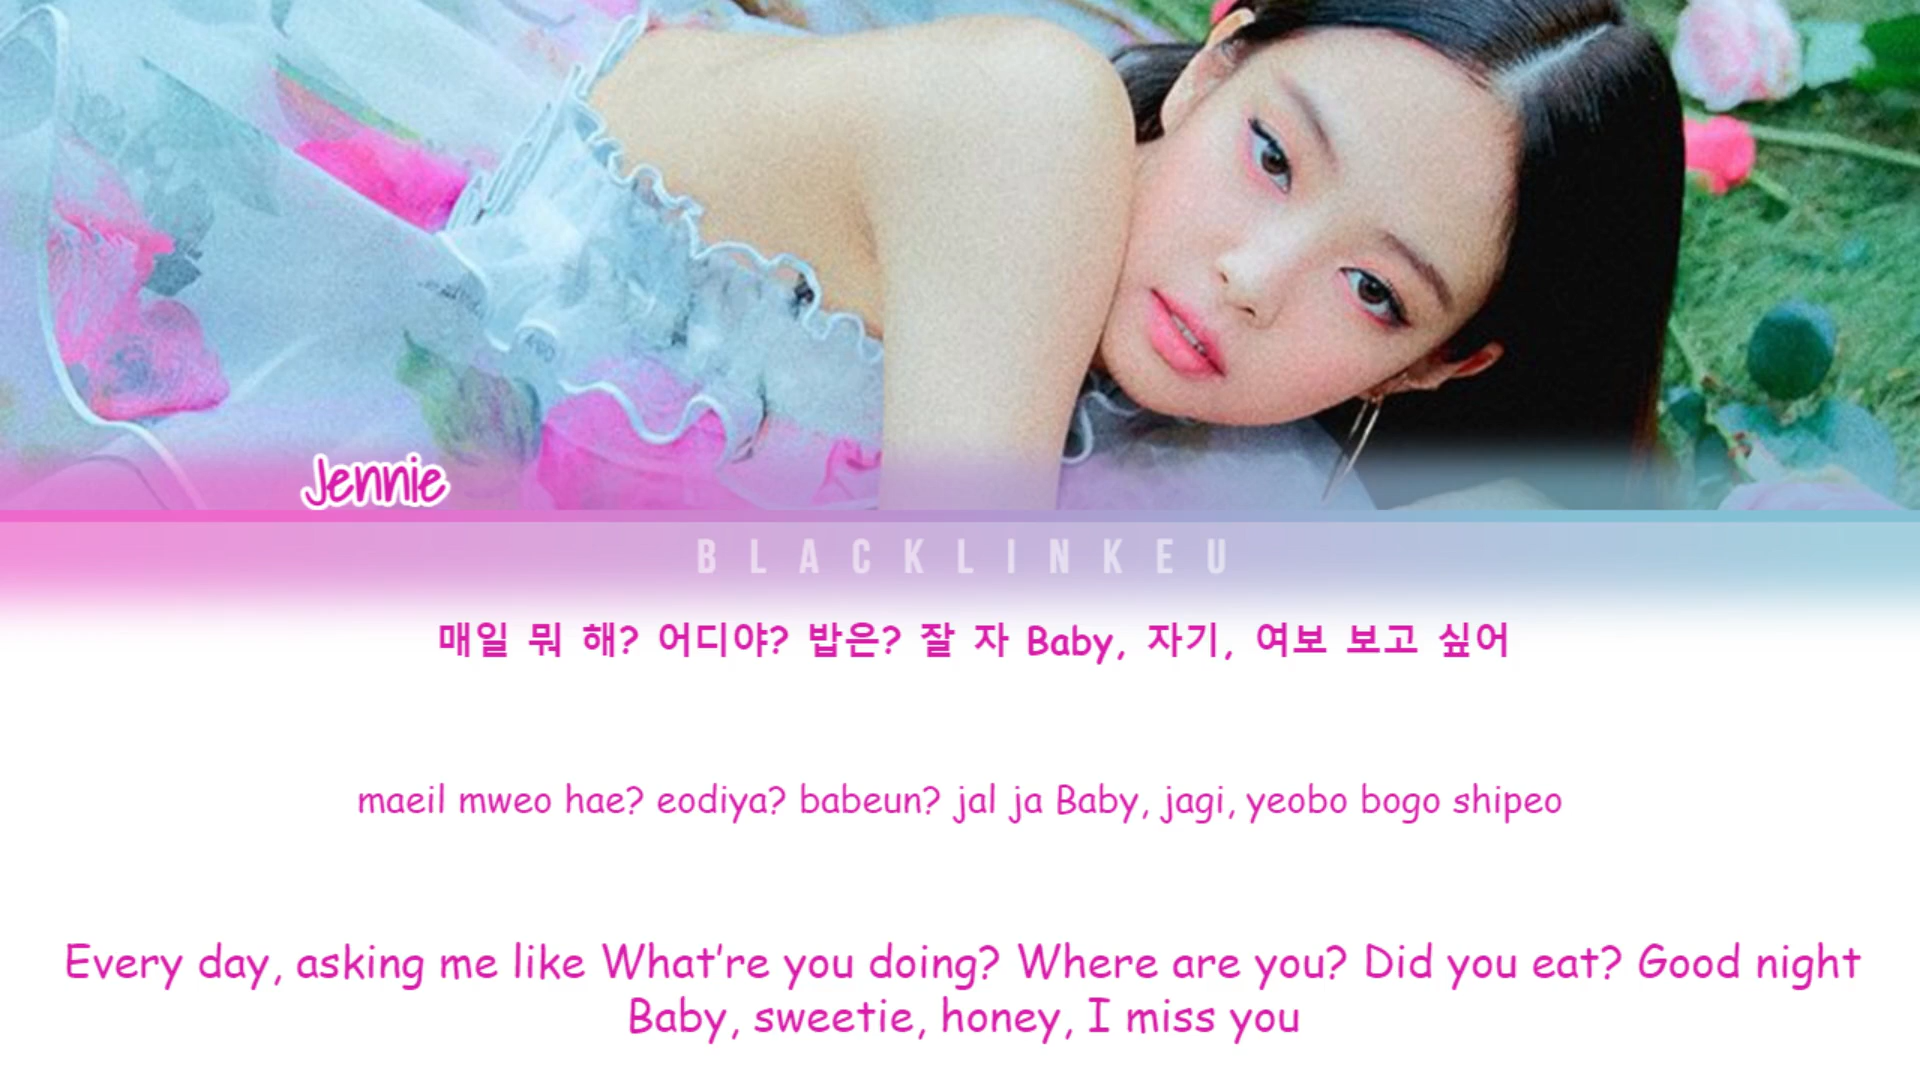 Jennie
BLACKLINKEU
매일 뭐 해? 어디야? 밥은? 잘 자 Baby, 자기, 여보 보고 싶어
maeil mweo hae? eodiya? babeun? jal ja Baby, jagi, yeobo bogo shipeo
Every day, asking me like What're you doing? Where are you? Did you eat? Good night
Baby, sweetie, honey, I miss you